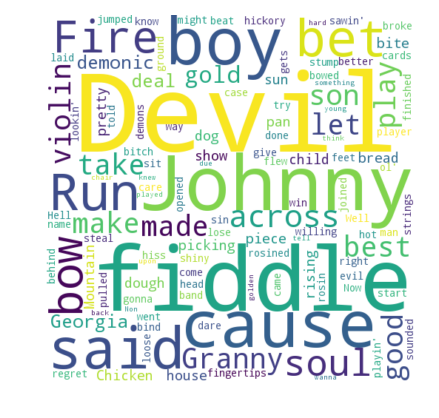 jumped know might beat hickory hard sawin'
Fire boy bet broke
laid ground gets stump better cards
demonic deal gold sun bowed bite finished
lookin' pretty told demons case something
violin Devil son let play
way pan try young player
dog done think
bitch sit show give flew child feet bread ol'
take care opened joined
Run Johnny
chair knew played win sin Well man strings
make made across
name Hell steal lose piece willing tell best
bow behind hiss picking rosined hot
Mountain shiny fiddle right
pulled dough come head rising rosin evil
Georgia gonna band golden came Now start
back went upon
said bind loose cause dare good
Granny soul sounded
regret Chicken house fingertips wanna playin'
due